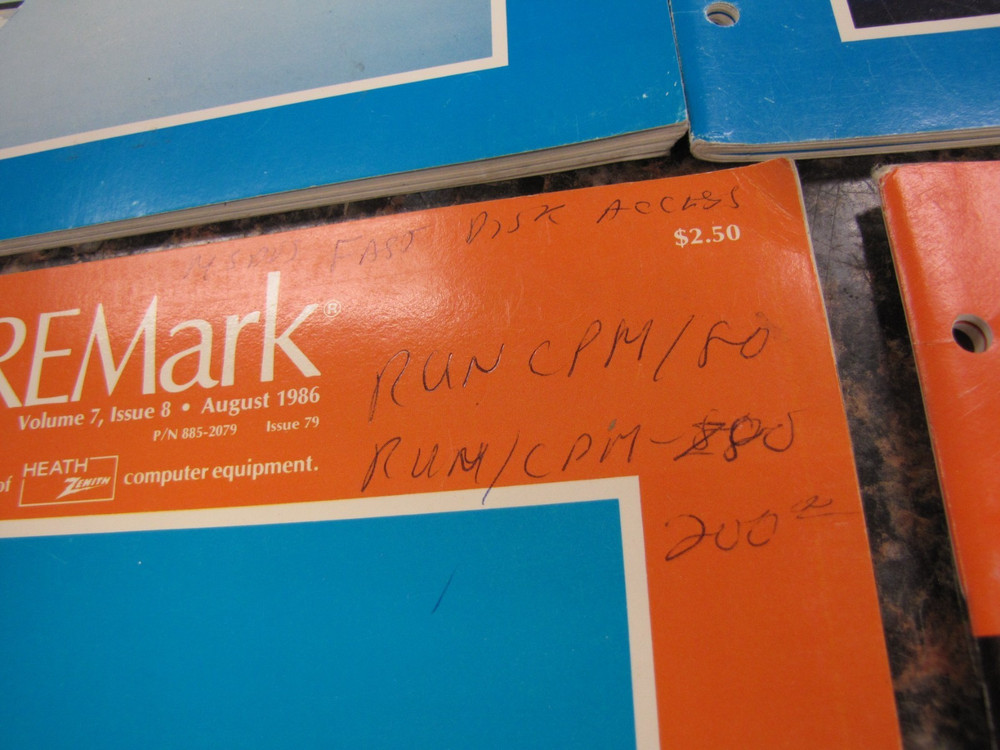 FAST DISK ACCESS
$2.50
REMark®
RUN CPM/80
Volume 7, Issue 8 • August 1986
P/N 885-2079 Issue 79
RUN/CPM-
of HEATH ZENITH computer equipment.
200